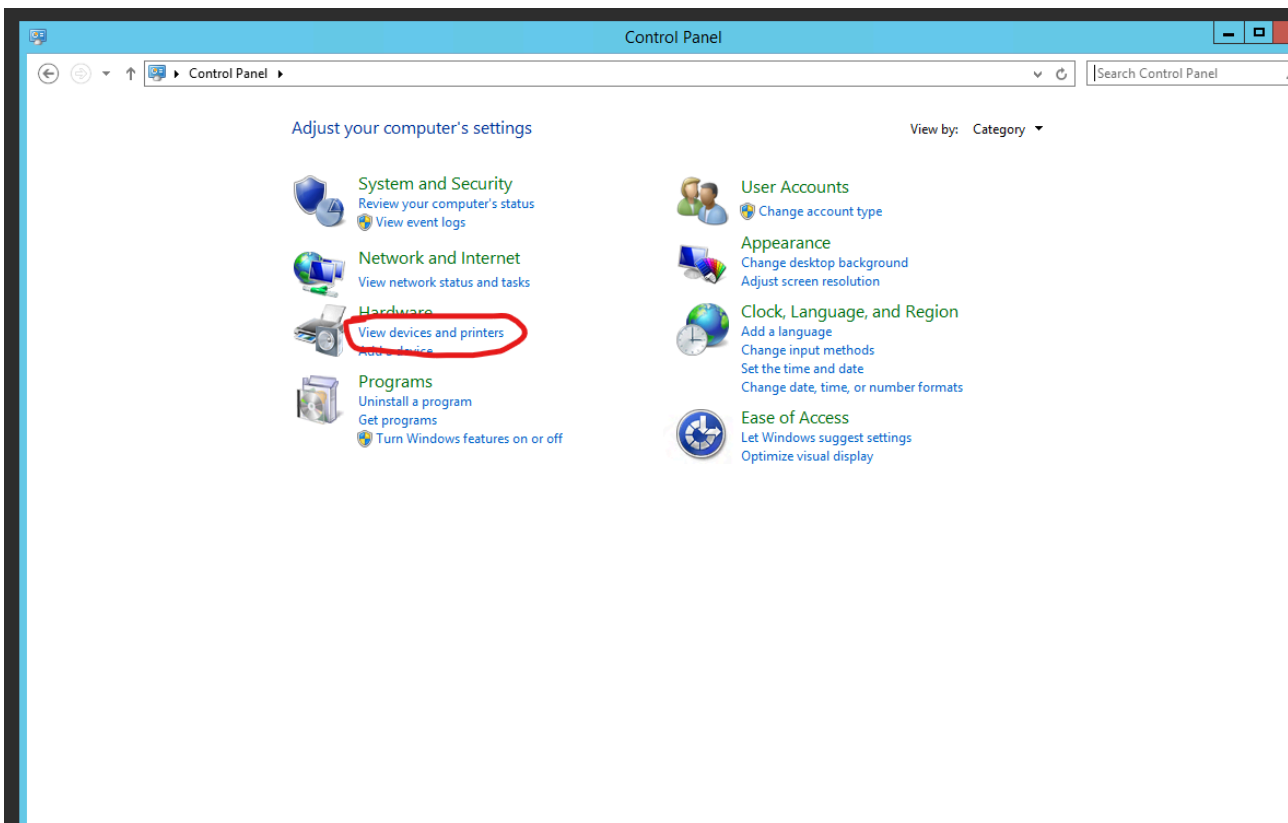 Control Panel
Control Panel
Search Control Panel
Adjust your computer's settings
View by: Category
System and Security
Review your computer's status
View event logs
Network and Internet
View network status and tasks
Hardware
View devices and printers
Add a device
Programs
Uninstall a program
Get programs
Turn Windows features on or off
User Accounts
Change account type
Appearance
Change desktop background
Adjust screen resolution
Clock, Language, and Region
Add a language
Change input methods
Set the time and date
Change date, time, or number formats
Ease of Access
Let Windows suggest settings
Optimize visual display